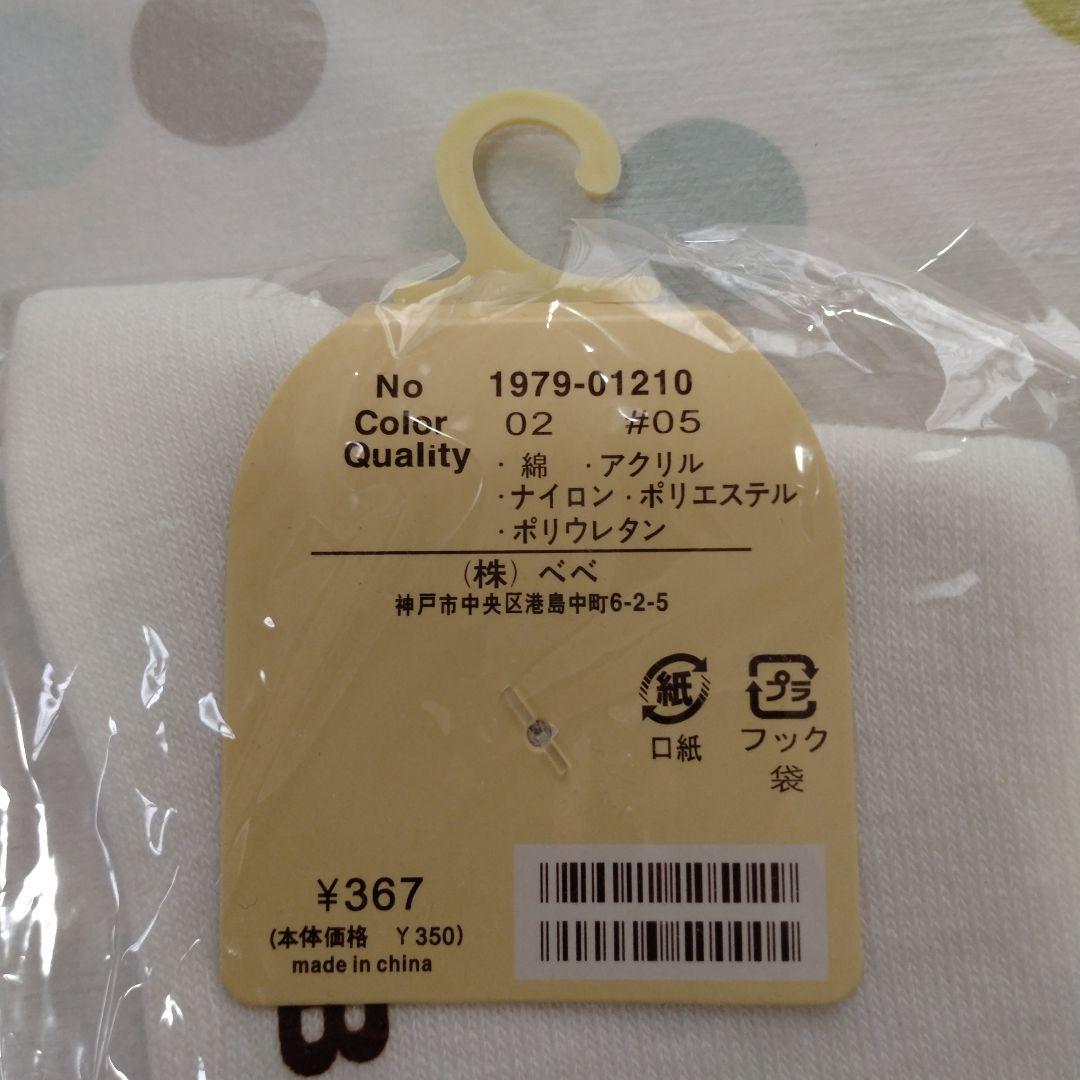 No 1979-01210
Color 02 #05
Quality ・綿 ・アクリル
・ナイロン・ポリエステル
・ポリウレタン
(株)べべ
神戸市中央区港島中町6-2-5
紙 プラ
口紙 フック
袋
¥367
(本体価格 Y350)
made in china
B